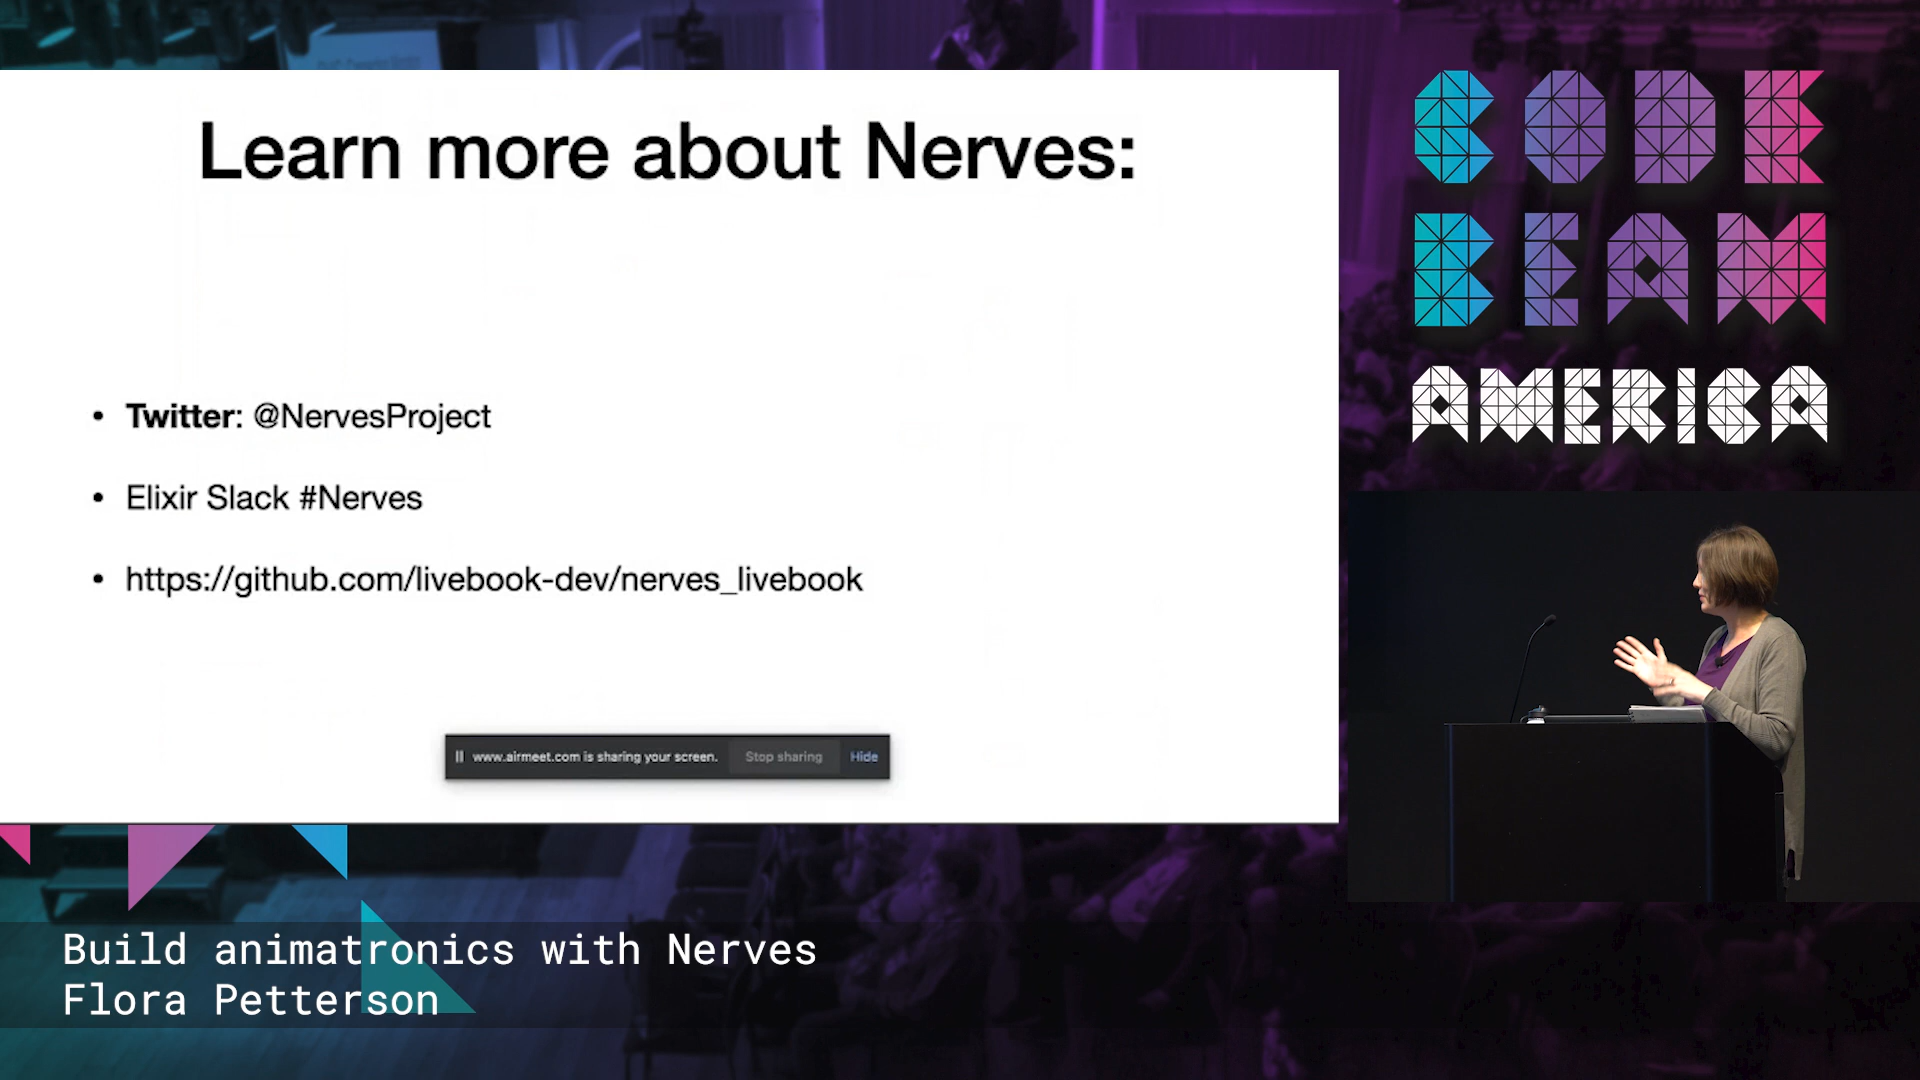 Learn more about Nerves:
• Twitter: @NervesProject
• Elixir Slack #Nerves
• https://github.com/livebook-dev/nerves_livebook
www.airmeet.com is sharing your screen. Stop sharing Hide
CODE
BEAM
AMERICA
Build animatronics with Nerves
Flora Petterson